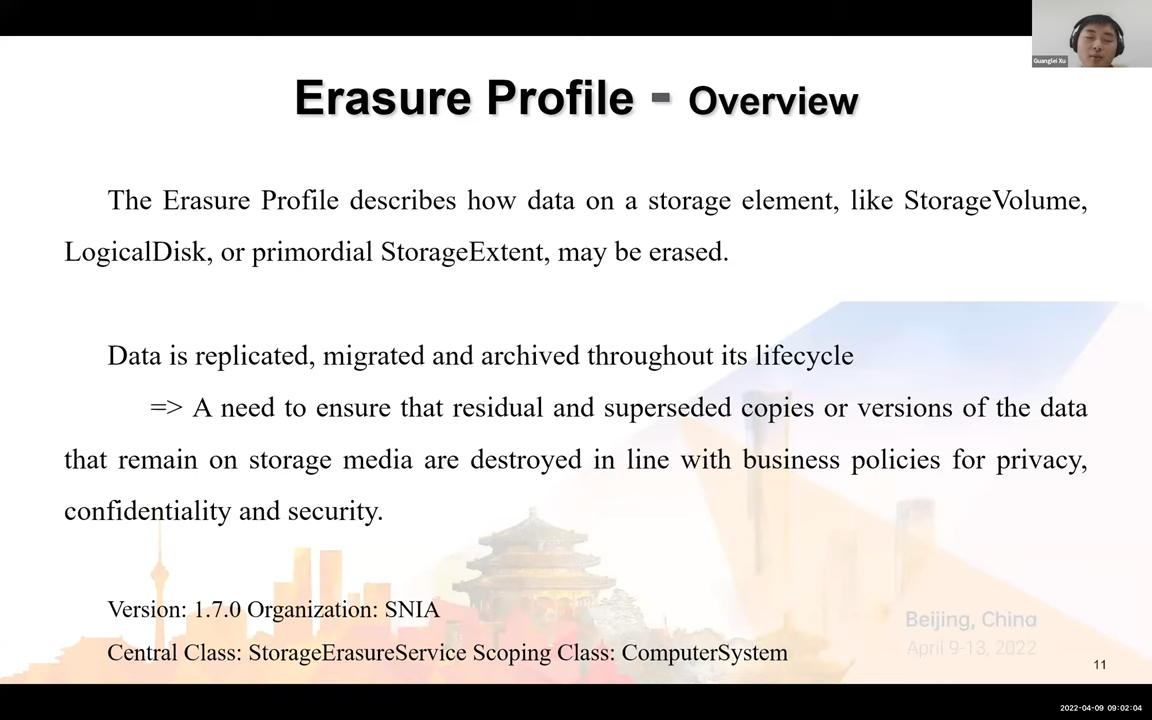 Guanglei Xu
Erasure Profile - Overview
The Erasure Profile describes how data on a storage element, like StorageVolume,
LogicalDisk, or primordial StorageExtent, may be erased.
Data is replicated, migrated and archived throughout its lifecycle
=> A need to ensure that residual and superseded copies or versions of the data
that remain on storage media are destroyed in line with business policies for privacy,
confidentiality and security.
Version: 1.7.0 Organization: SNIA
Central Class: StorageErasureService Scoping Class: ComputerSystem
Beijing, China
April 9-13, 2022
11
2022-04-09 09:02:04